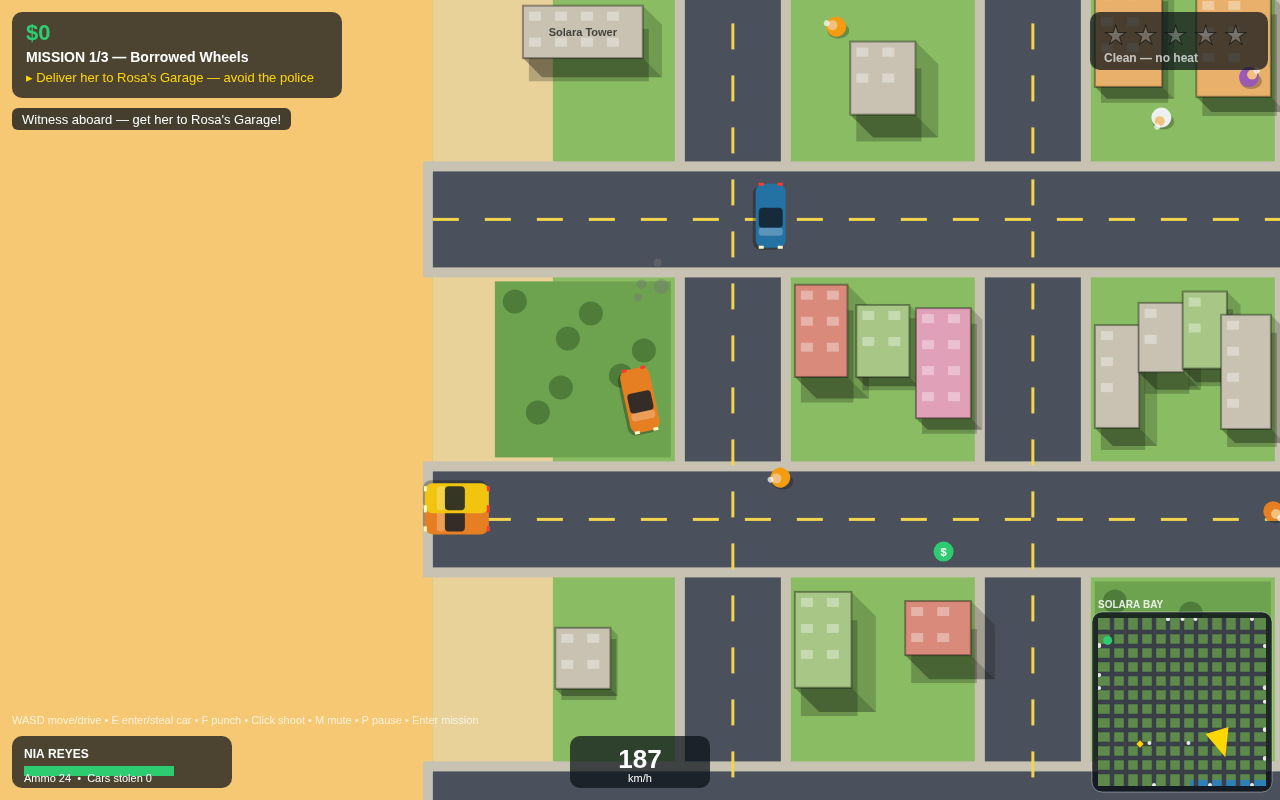 $0
MISSION 1/3 — Borrowed Wheels
▸ Deliver her to Rosa's Garage — avoid the police
Witness aboard — get her to Rosa's Garage!
Solara Tower
★ ★ ★ ★ ★
Clean — no heat
$
SOLARA BAY
WASD move/drive • E enter/steal car • F punch • Click shoot • M mute • P pause • Enter mission
NIA REYES
Ammo 24 • Cars stolen 0
187
km/h